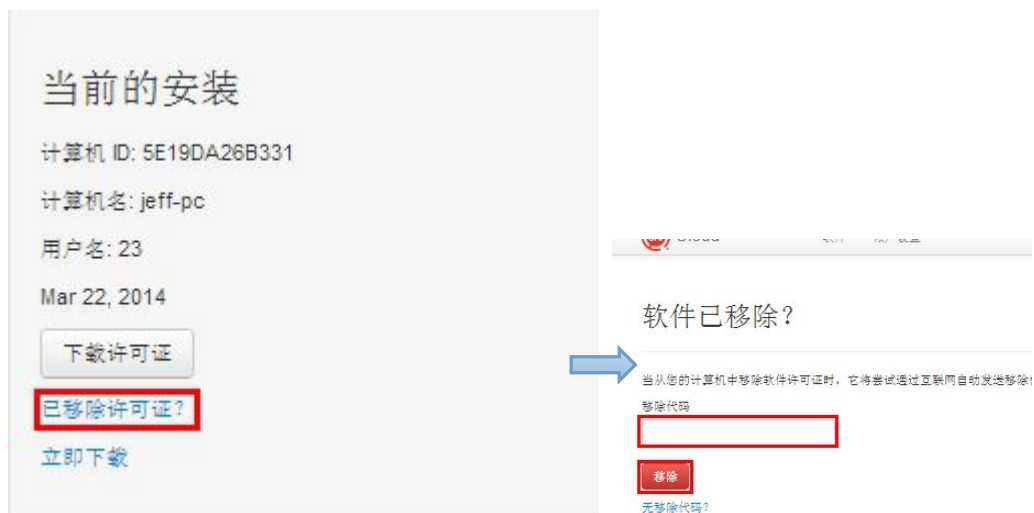 当前的安装
计算机 ID: 5E19DA26B331
计算机名: jeff-pc
用户名: 23
Mar 22, 2014
下载许可证
已移除许可证?
立即下载
软件已移除?
当从您的计算机中移除软件许可证时，它将尝试通过互联网自动发送移除
移除代码
移除
无移除代码?